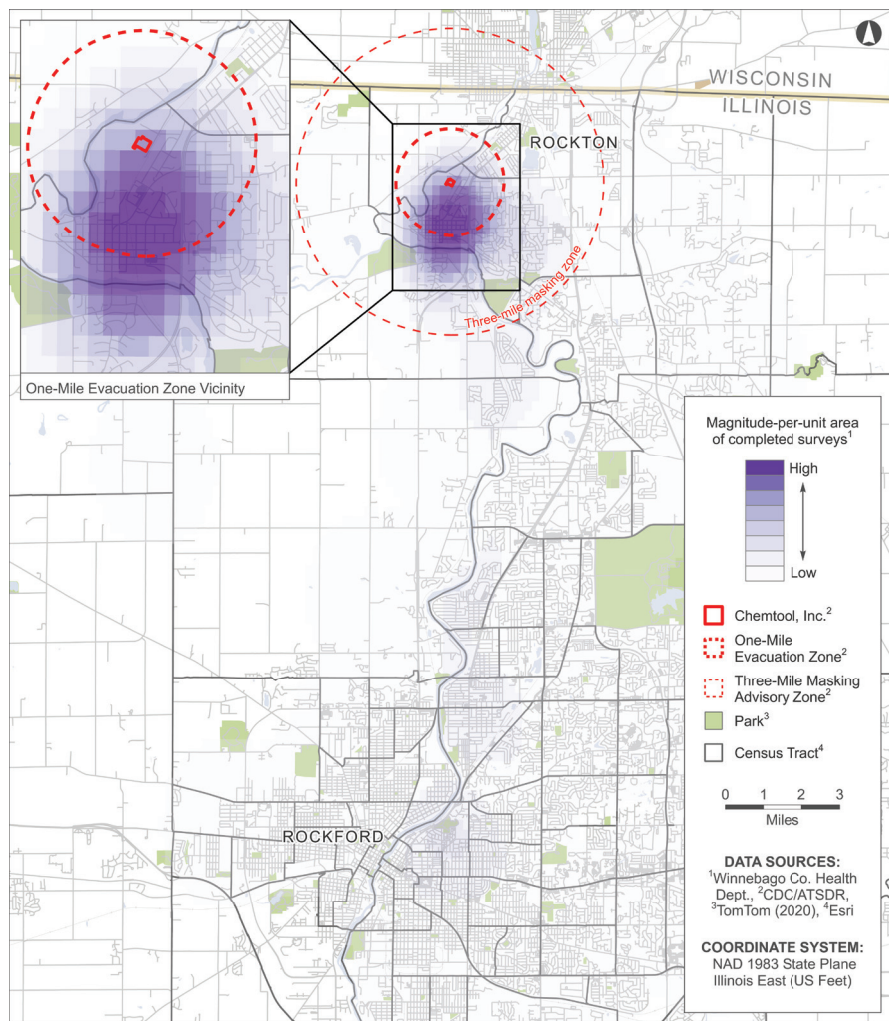 WISCONSIN
ILLINOIS
ROCKTON
Three-mile masking zone
One-Mile Evacuation Zone Vicinity
ROCKFORD
Magnitude-per-unit area
of completed surveys¹
High
Low
Chemtool, Inc.²
One-Mile
Evacuation Zone²
Three-Mile Masking
Advisory Zone²
Park³
Census Tract⁴
0 1 2 3
Miles
DATA SOURCES:
¹Winnebago Co. Health
Dept., ²CDC/ATSDR,
³TomTom (2020), ⁴Esri
COORDINATE SYSTEM:
NAD 1983 State Plane
Illinois East (US Feet)